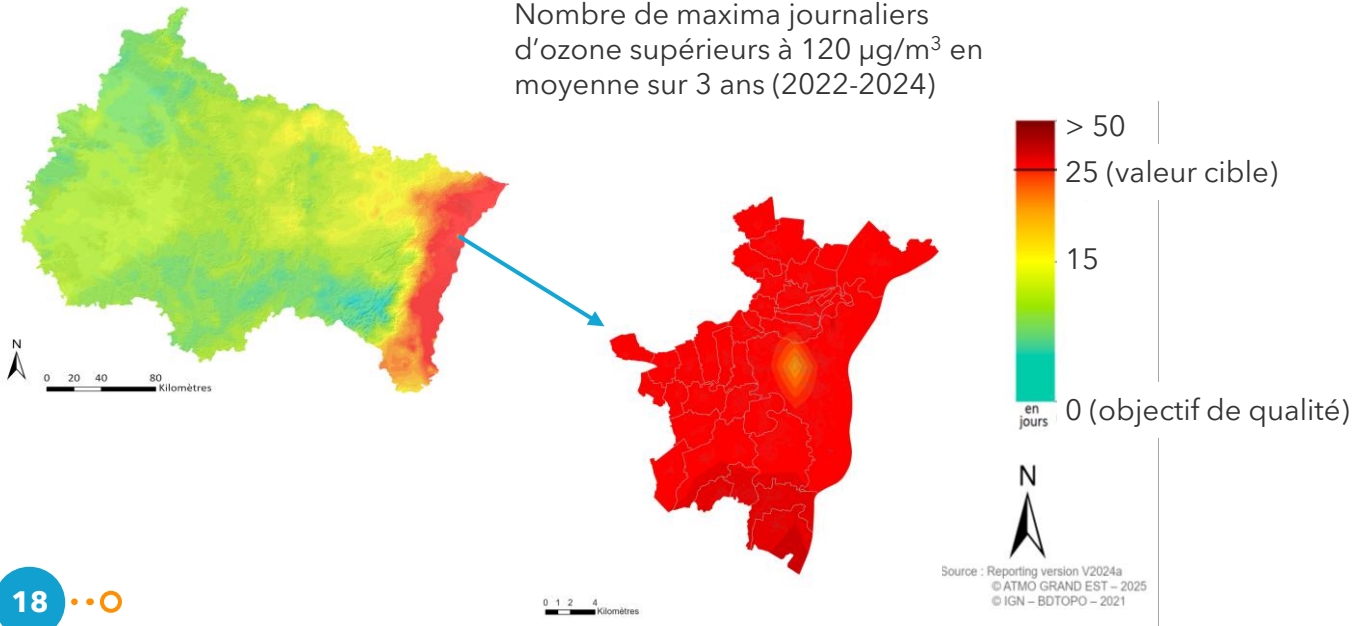 Nombre de maxima journaliers
d’ozone supérieurs à 120 µg/m³ en
moyenne sur 3 ans (2022-2024)
> 50
25 (valeur cible)
15
en
jours
0 (objectif de qualité)
N
0 20 40 80
Kilomètres
N
Source : Reporting version V2024a
© ATMO GRAND EST – 2025
© IGN – BDTOPO – 2021
0 1 2 4
Kilomètres
18